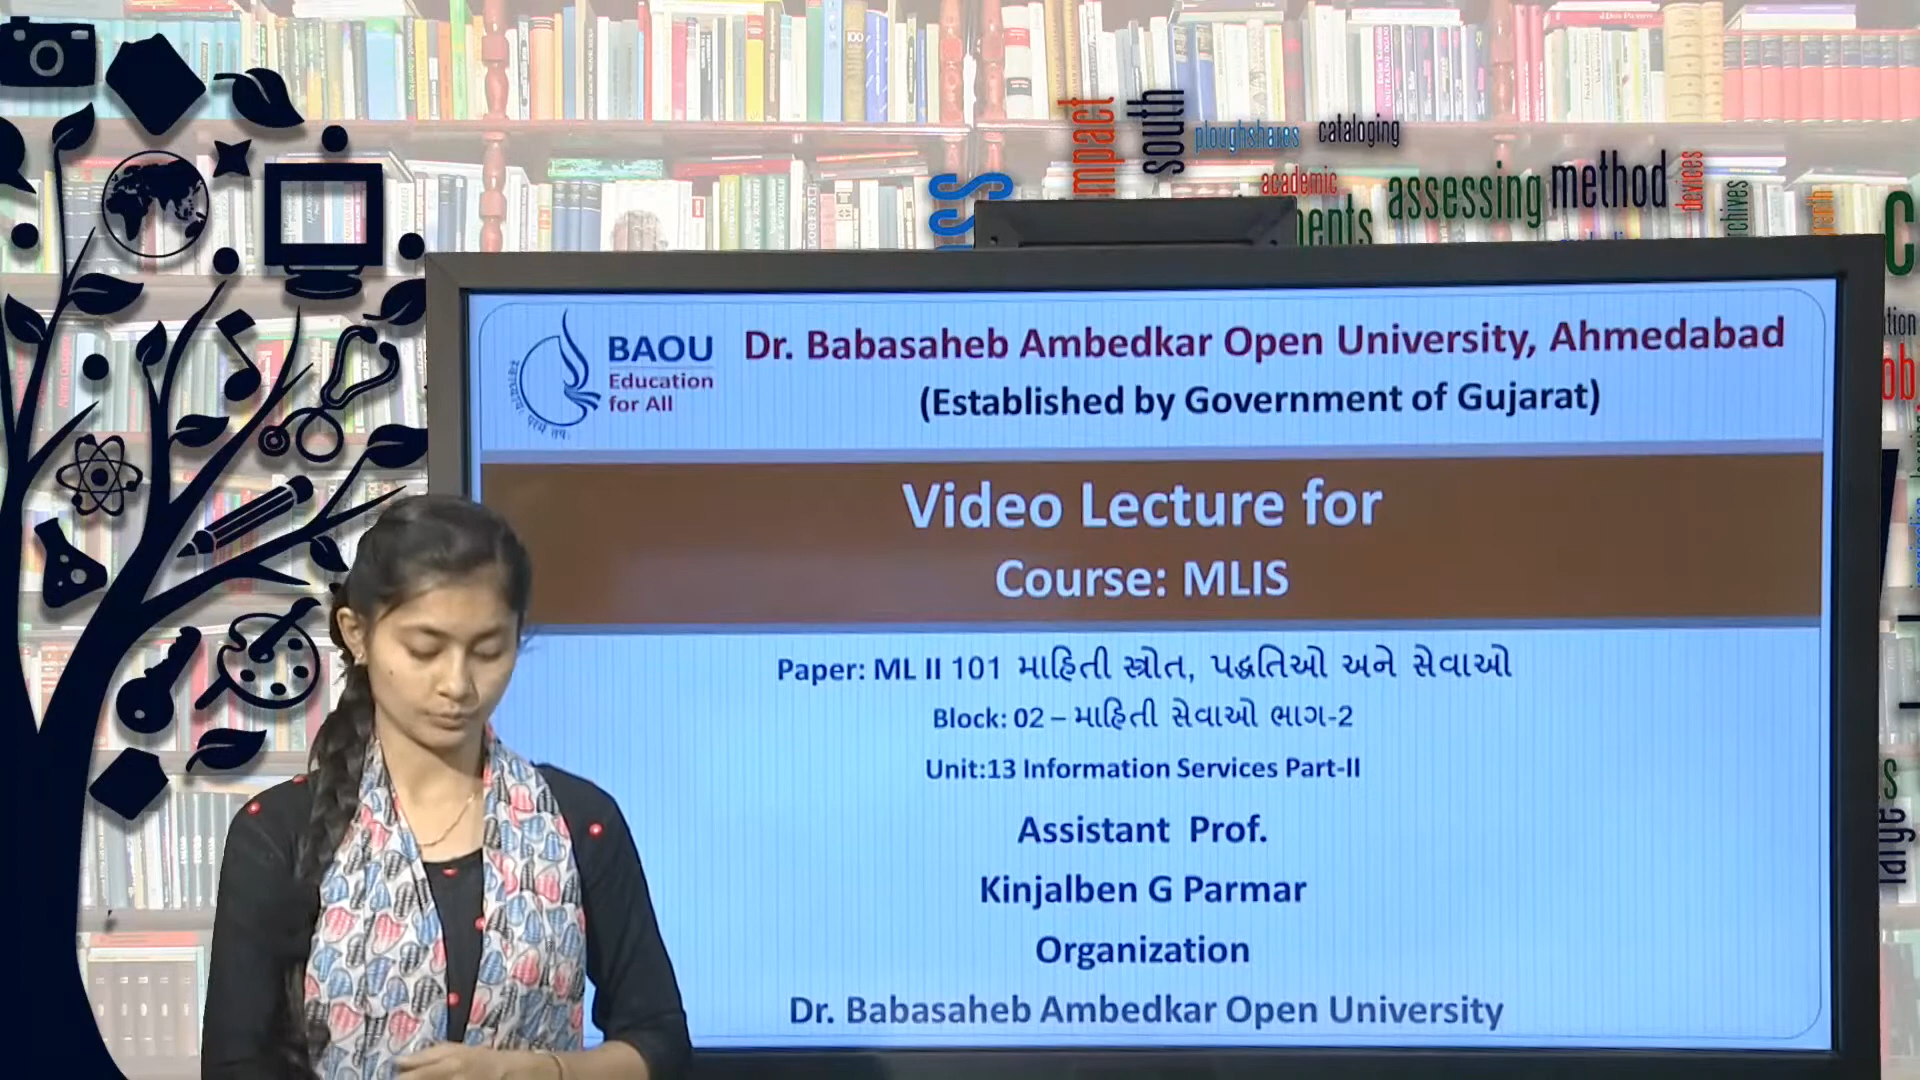 impact
south
ploughshares
cataloging
academic
assessing
method
devices
BAOU
Education
for All
Dr. Babasaheb Ambedkar Open University, Ahmedabad
(Established by Government of Gujarat)
Video Lecture for
Course: MLIS
Paper: ML II 101 માહિતી સ્ત્રોત, પદ્ધતિઓ અને સેવાઓ
Block: 02 – માહિતી સેવાઓ ભાગ-2
Unit:13 Information Services Part-II
Assistant Prof.
Kinjalben G Parmar
Organization
Dr. Babasaheb Ambedkar Open University